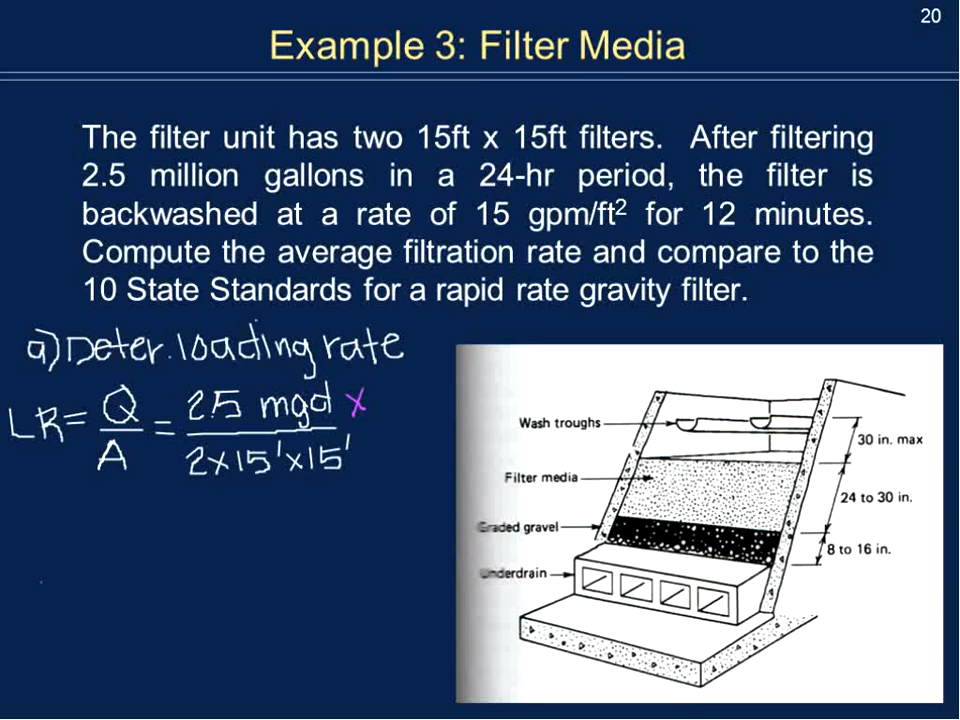 20
Example 3: Filter Media
The filter unit has two 15ft x 15ft filters. After filtering
2.5 million gallons in a 24-hr period, the filter is
backwashed at a rate of 15 gpm/ft² for 12 minutes.
Compute the average filtration rate and compare to the
10 State Standards for a rapid rate gravity filter.
a) Deter. loading rate
LR = Q/A = 2.5 mgd x / 2x15'x15'
Wash troughs
30 in. max
Filter media
24 to 30 in.
Graded gravel
8 to 16 in.
Underdrain